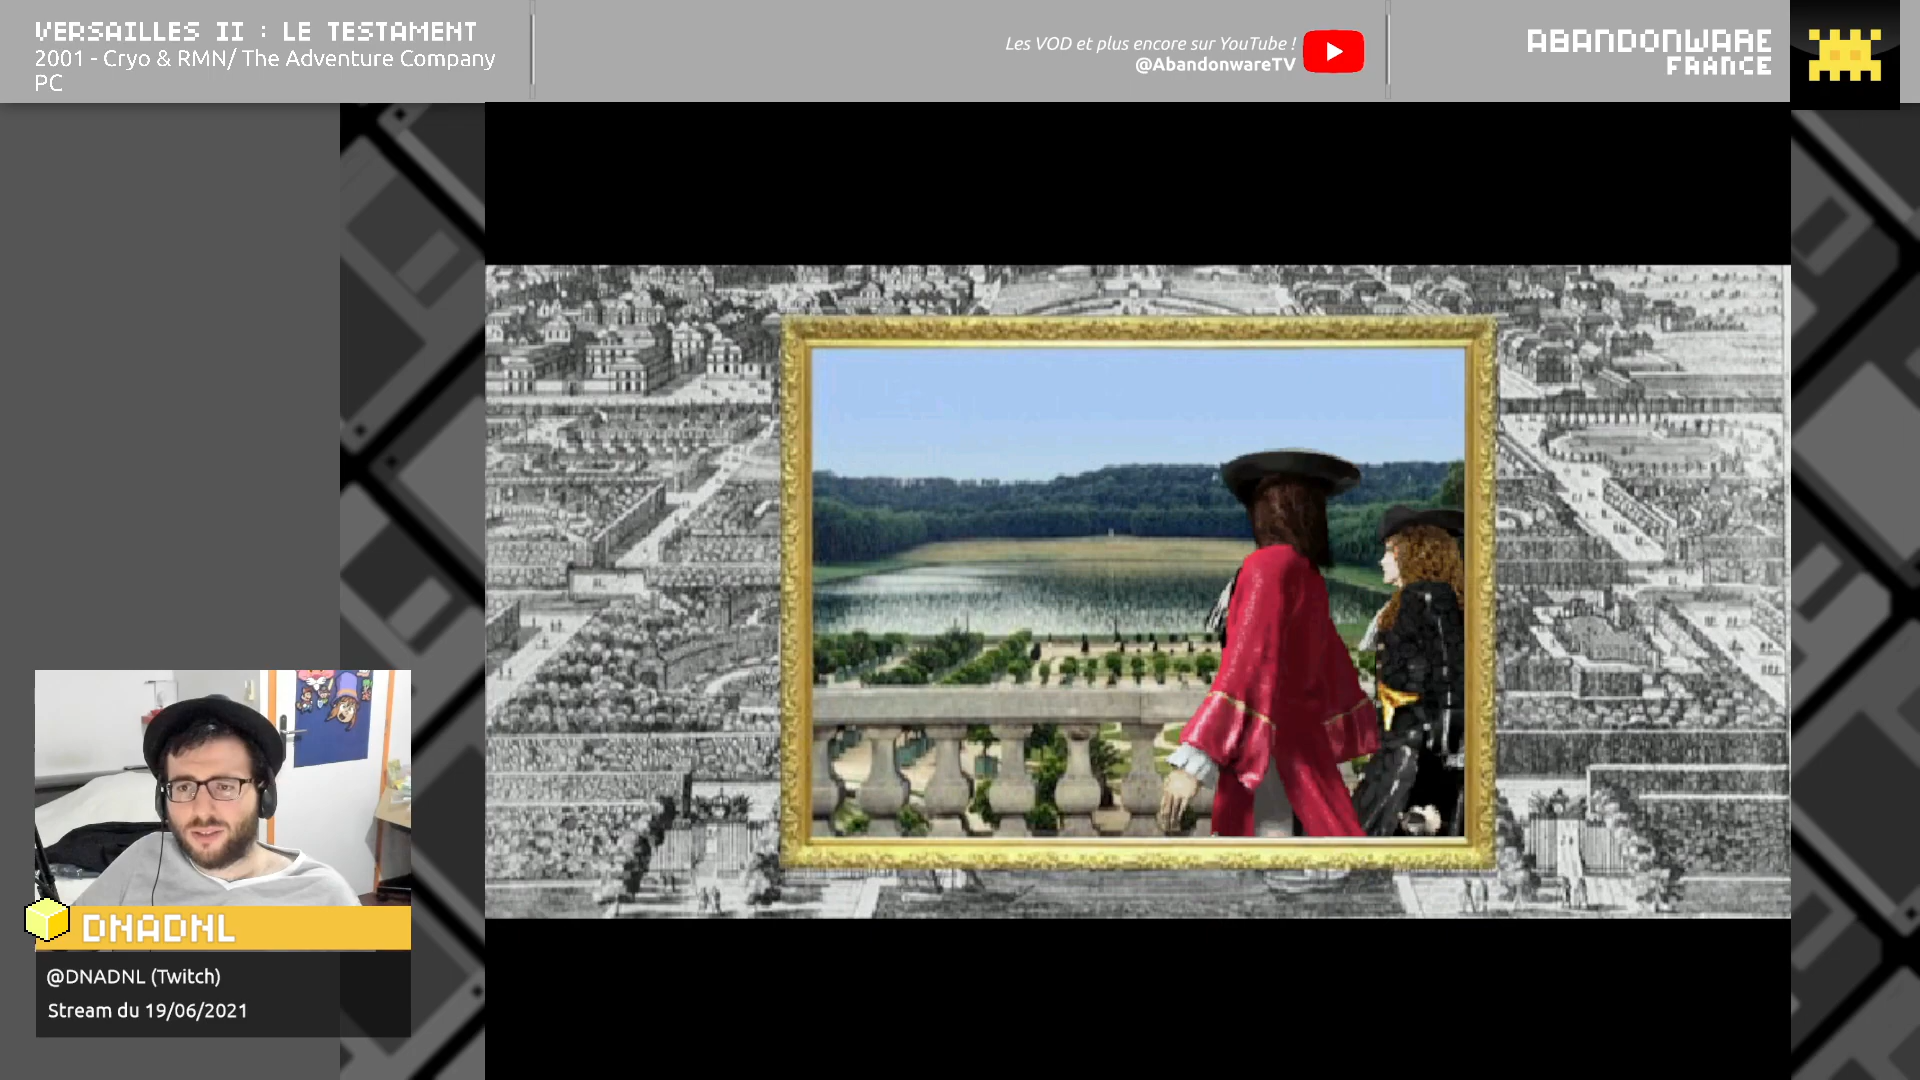 VERSAILLES II : LE TESTAMENT
2001 - Cryo & RMN/ The Adventure Company
PC
Les VOD et plus encore sur YouTube !
@AbandonwareTV
ABANDONWARE
FRANCE
DNADNL
@DNADNL (Twitch)
Stream du 19/06/2021